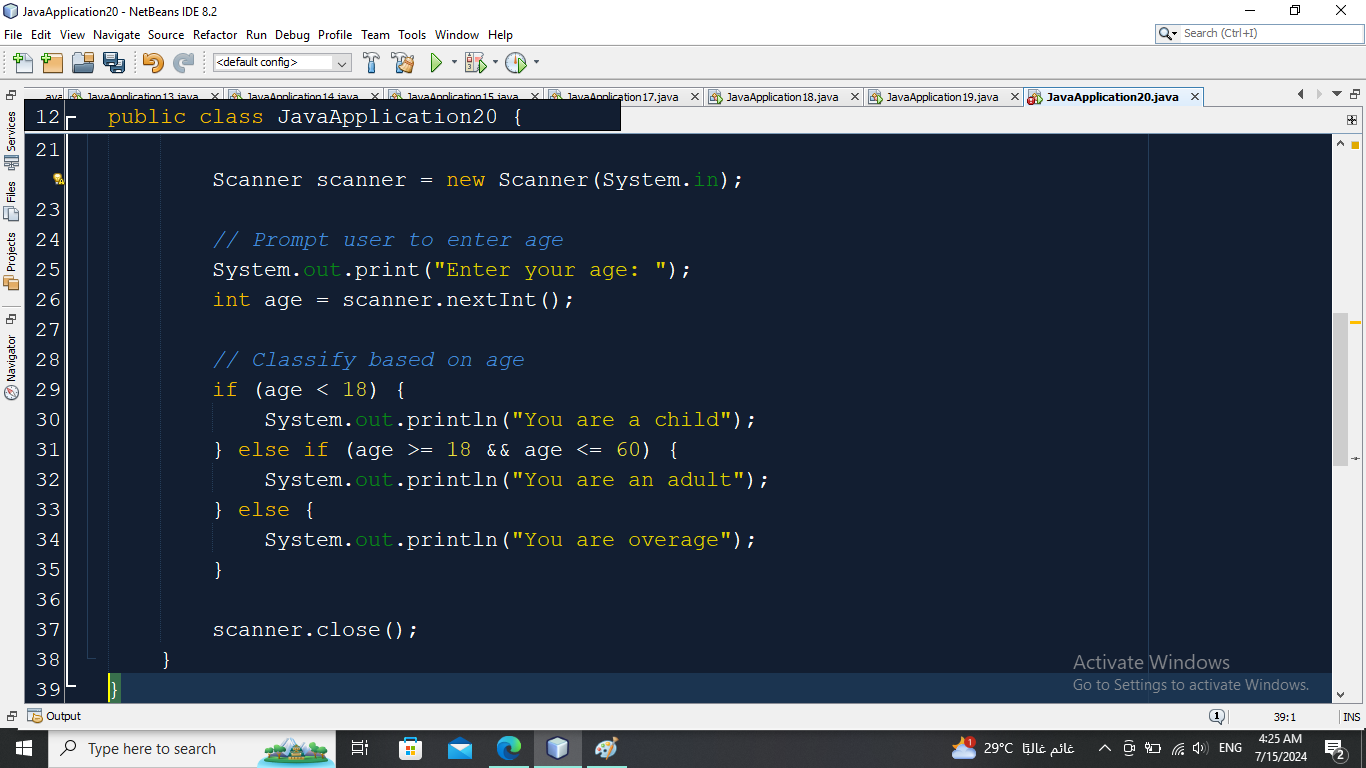 JavaApplication20 - NetBeans IDE 8.2
File Edit View Navigate Source Refactor Run Debug Profile Team Tools Window Help
Search (Ctrl+I)
<default config>
ava JavaApplication13.java JavaApplication14.java JavaApplication15.java JavaApplication17.java JavaApplication18.java JavaApplication19.java JavaApplication20.java
Services
Files
Projects
Navigator
12 public class JavaApplication20 {
21
Scanner scanner = new Scanner(System.in);
23
24 // Prompt user to enter age
25 System.out.print("Enter your age: ");
26 int age = scanner.nextInt();
27
28 // Classify based on age
29 if (age < 18) {
30 System.out.println("You are a child");
31 } else if (age >= 18 && age <= 60) {
32 System.out.println("You are an adult");
33 } else {
34 System.out.println("You are overage");
35 }
36
37 scanner.close();
38 }
39 }
Activate Windows
Go to Settings to activate Windows.
Output
1
39:1 INS
Type here to search
1
29°C غائم غالبًا
ENG
4:25 AM
7/15/2024
2